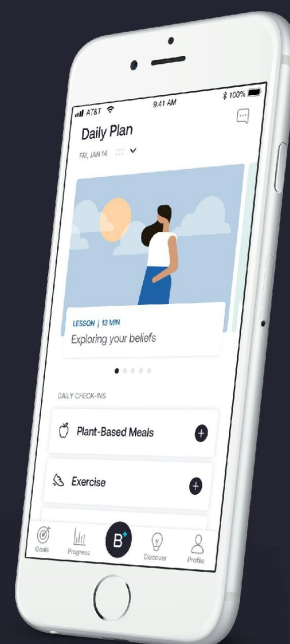 AT&T 9:41 AM 100%
Daily Plan
FRI, JAN 14
LESSON | 13 MIN
Exploring your beliefs
DAILY CHECK-INS
Plant-Based Meals
Exercise
Goals Progress B+ Discover Profile